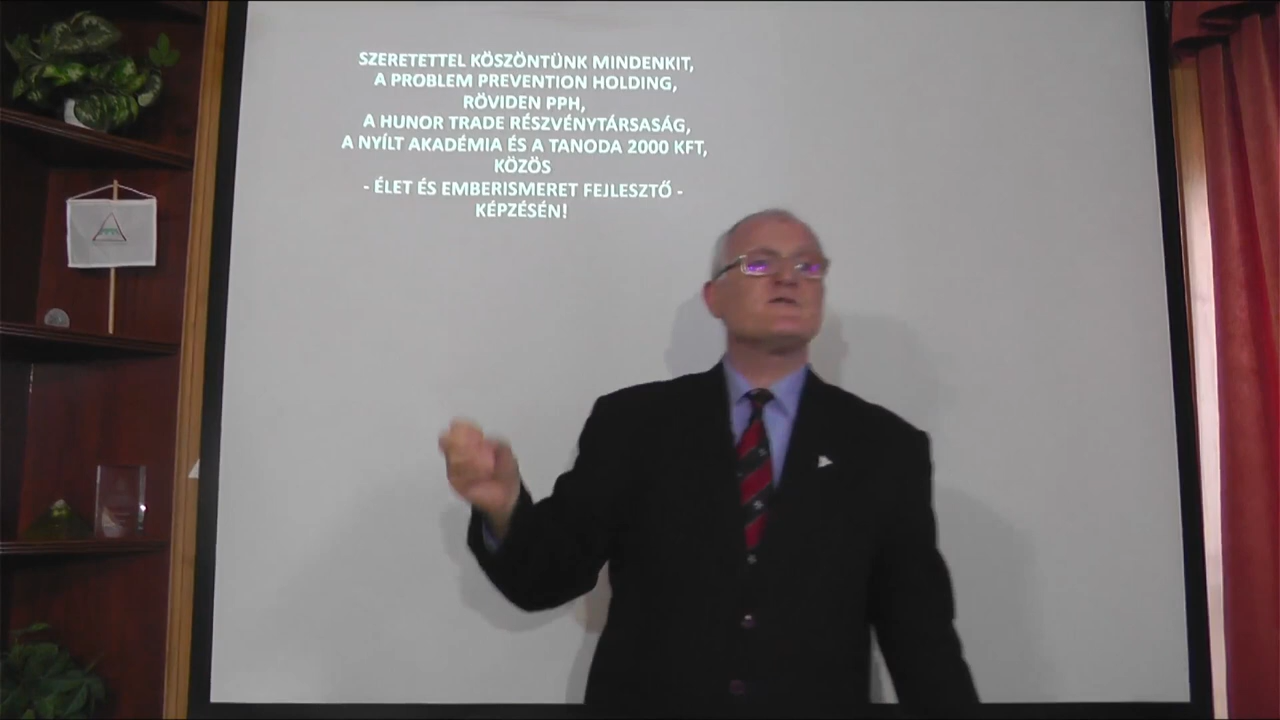 SZERETETTEL KÖSZÖNTÜNK MINDENKIT,
A PROBLEM PREVENTION HOLDING,
RÖVIDEN PPH,
A HUNOR TRADE RÉSZVÉNYTÁRSASÁG,
A NYÍLT AKADÉMIA ÉS A TANODA 2000 KFT,
KÖZÖS
- ÉLET ÉS EMBERISMERET FEJLESZTŐ -
KÉPZÉSÉN!